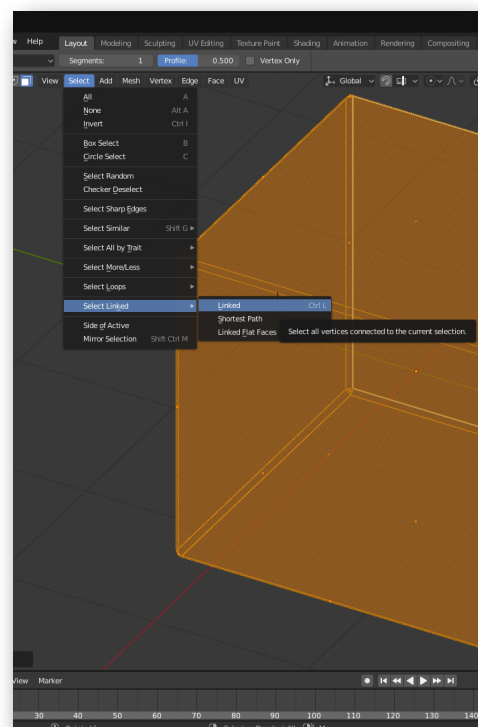 Help Layout Modeling Sculpting UV Editing Texture Paint Shading Animation Rendering Compositing
Segments: 1 Profile: 0.500 Vertex Only
View Select Add Mesh Vertex Edge Face UV Global
All A
None Alt A
Invert Ctrl I
Box Select B
Circle Select C
Select Random
Checker Deselect
Select Sharp Edges
Select Similar Shift G
Select All by Trait
Select More/Less
Select Loops
Select Linked
Linked Ctrl L
Shortest Path
Linked Flat Faces
Select all vertices connected to the current selection.
Side of Active
Mirror Selection Shift Ctrl M
View Marker
30 40 50 60 70 80 90 100 110 120 130 140